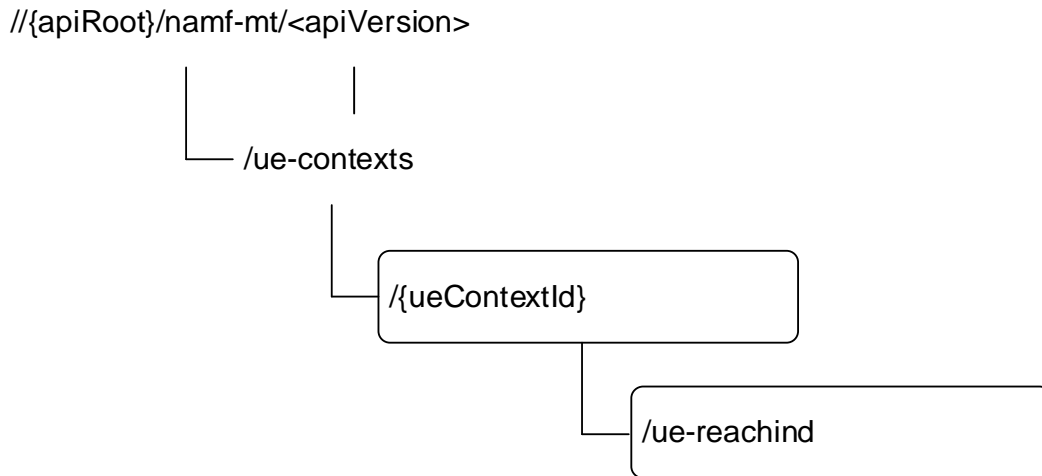 //{apiRoot}/namf-mt/<apiVersion>
/ue-contexts
/{ueContextId}
/ue-reachind